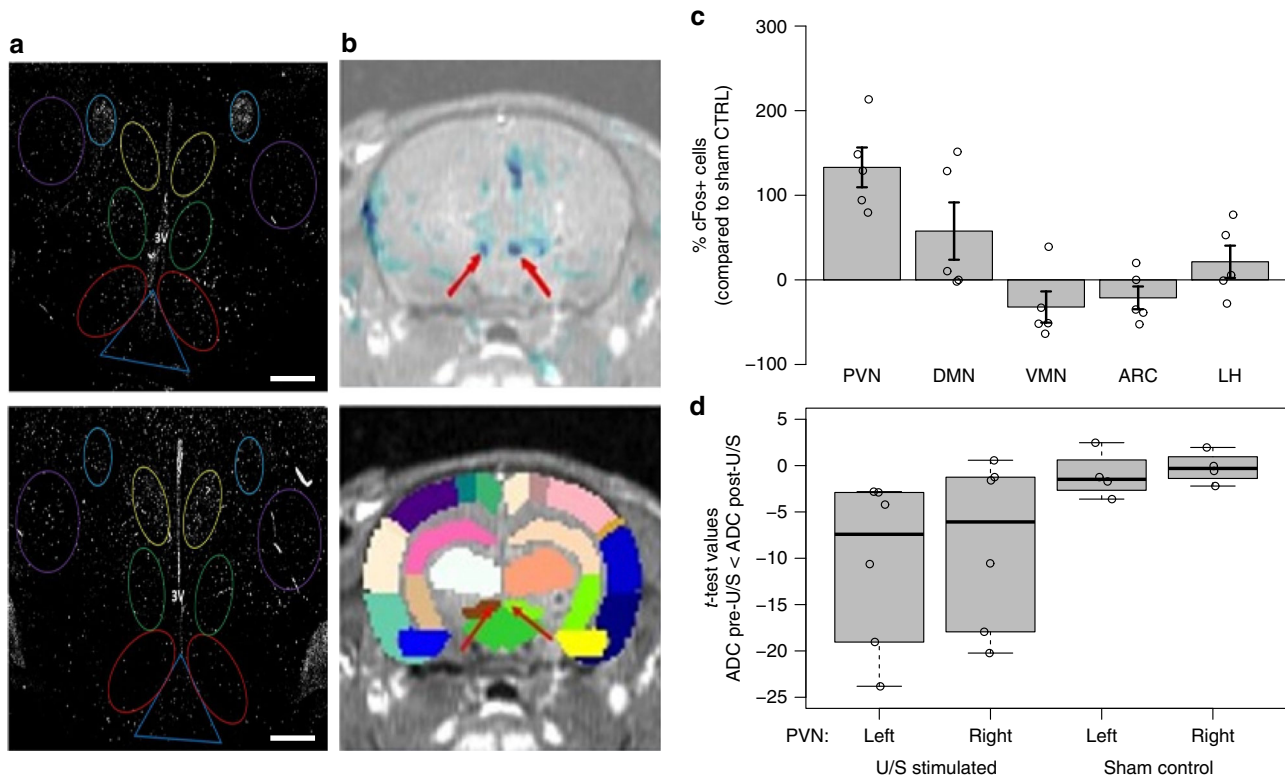 a
3V
3V
b
c
% cFos+ cells
(compared to sham CTRL)
300
200
100
0
−100
PVN DMN VMN ARC LH
d
t-test values
ADC pre-U/S < ADC post-U/S
5
0
−5
−10
−15
−20
−25
PVN: Left Right Left Right
U/S stimulated Sham control